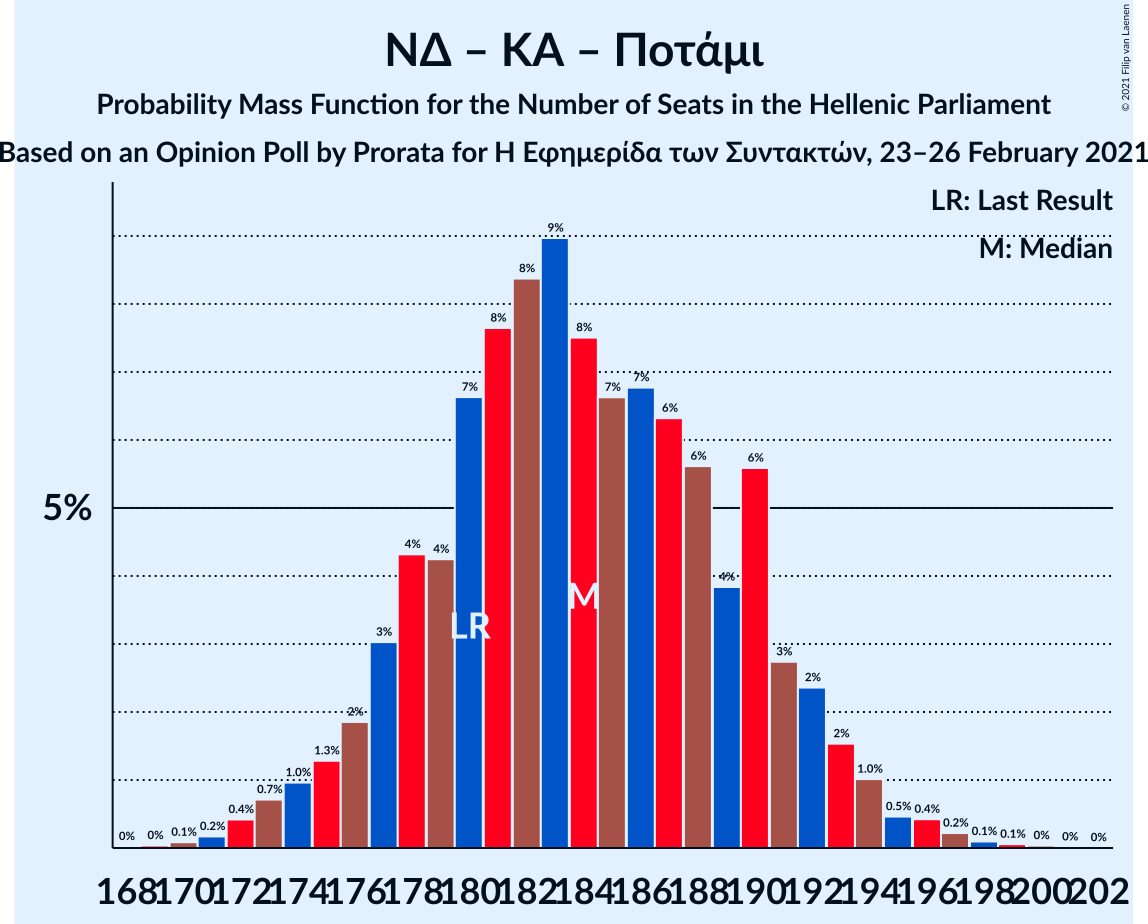 ΝΔ – ΚΑ – Ποτάμι
Probability Mass Function for the Number of Seats in the Hellenic Parliament
Based on an Opinion Poll by Prorata for Η Εφημερίδα των Συντακτών, 23–26 February 2021
© 2021 Filip van Laenen
LR: Last Result
M: Median
5%
0% 0% 0.1% 0.2% 0.4% 0.7% 1.0% 1.3% 2% 3% 4% 4% 7% 8% 8% 9% 8% 7% 7% 6% 6% 4% 6% 3% 2% 2% 1.0% 0.5% 0.4% 0.2% 0.1% 0.1% 0% 0% 0%
LR
M
168 170 172 174 176 178 180 182 184 186 188 190 192 194 196 198 200 202